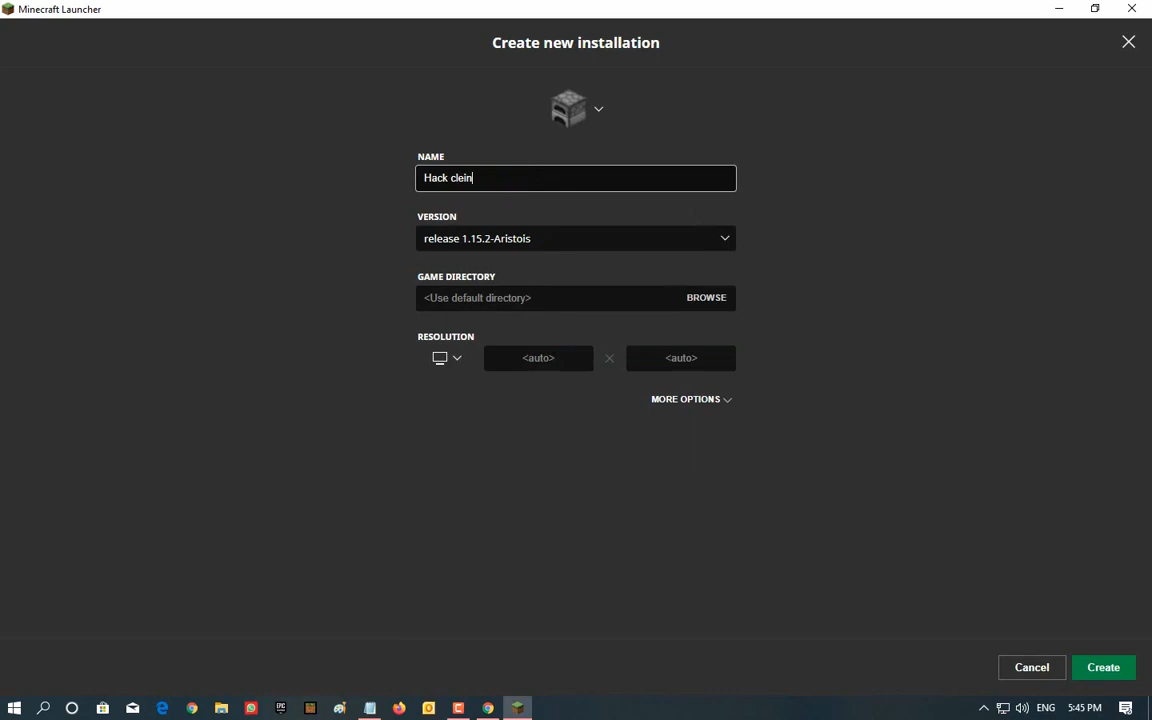 Minecraft Launcher
Create new installation
NAME
Hack clein
VERSION
release 1.15.2-Aristois
GAME DIRECTORY
<Use default directory>
BROWSE
RESOLUTION
<auto>
<auto>
MORE OPTIONS
Cancel
Create
EPIC
ENG
5:45 PM